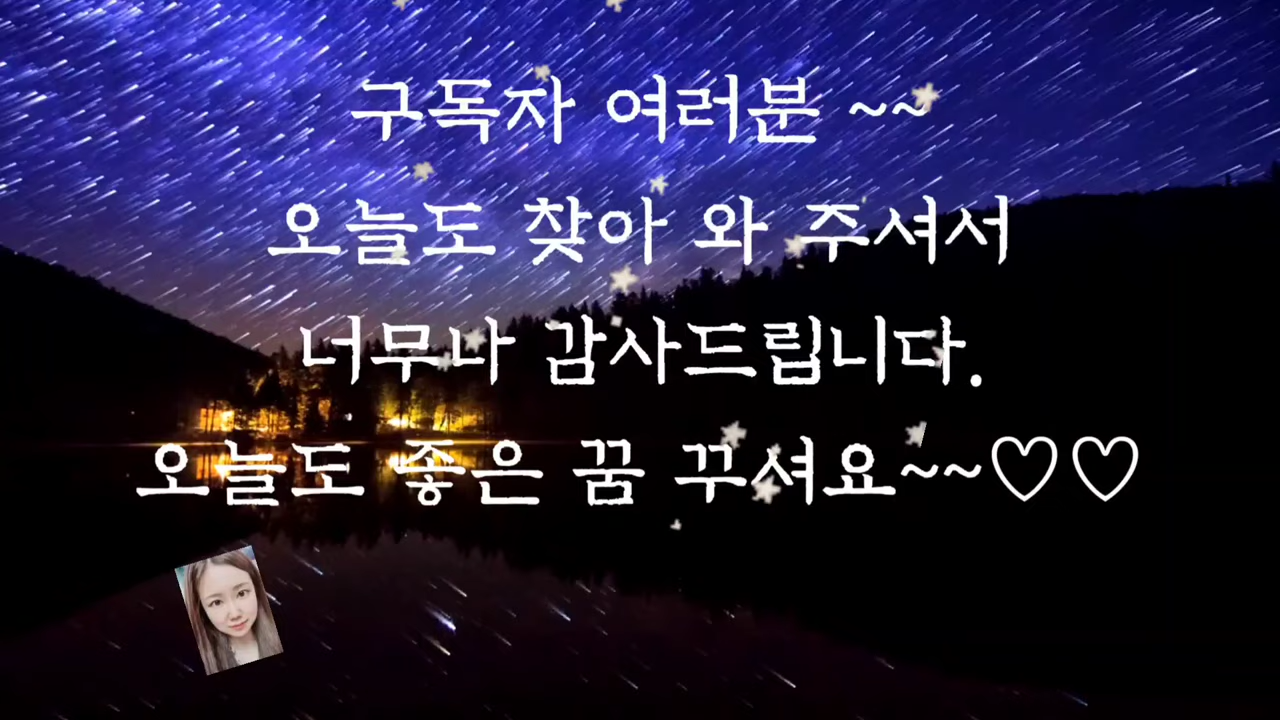 구독자 여러분 ~~
오늘도 찾아 와 주셔서
너무나 감사드립니다.
오늘도 좋은 꿈 꾸셔요~~♡♡